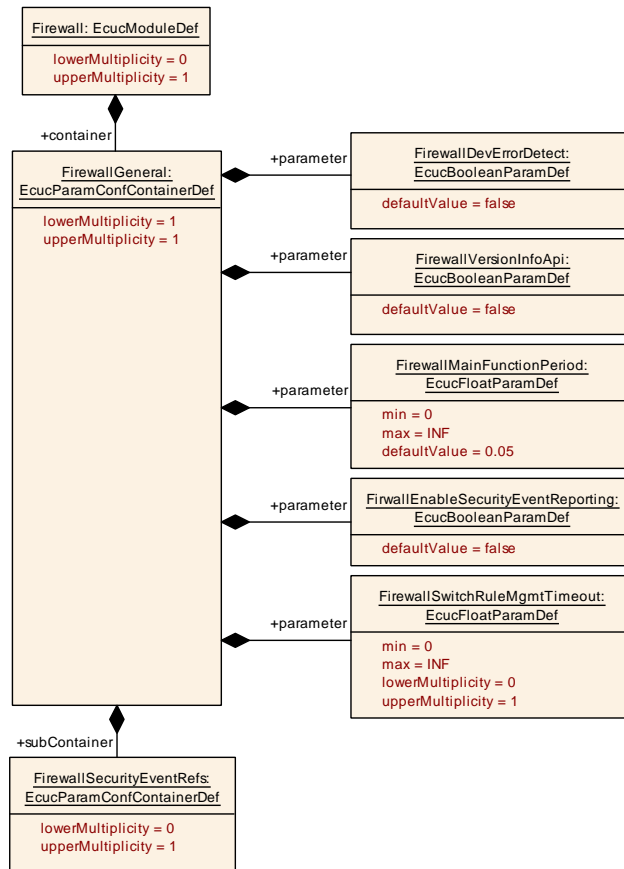 Firewall: EcucModuleDef
lowerMultiplicity = 0
upperMultiplicity = 1
+container
FirewallGeneral:
EcucParamConfContainerDef
lowerMultiplicity = 1
upperMultiplicity = 1
+parameter
FirewallDevErrorDetect:
EcucBooleanParamDef
defaultValue = false
+parameter
FirewallVersionInfoApi:
EcucBooleanParamDef
defaultValue = false
+parameter
FirewallMainFunctionPeriod:
EcucFloatParamDef
min = 0
max = INF
defaultValue = 0.05
+parameter
FirwallEnableSecurityEventReporting:
EcucBooleanParamDef
defaultValue = false
+parameter
FirewallSwitchRuleMgmtTimeout:
EcucFloatParamDef
min = 0
max = INF
lowerMultiplicity = 0
upperMultiplicity = 1
+subContainer
FirewallSecurityEventRefs:
EcucParamConfContainerDef
lowerMultiplicity = 0
upperMultiplicity = 1